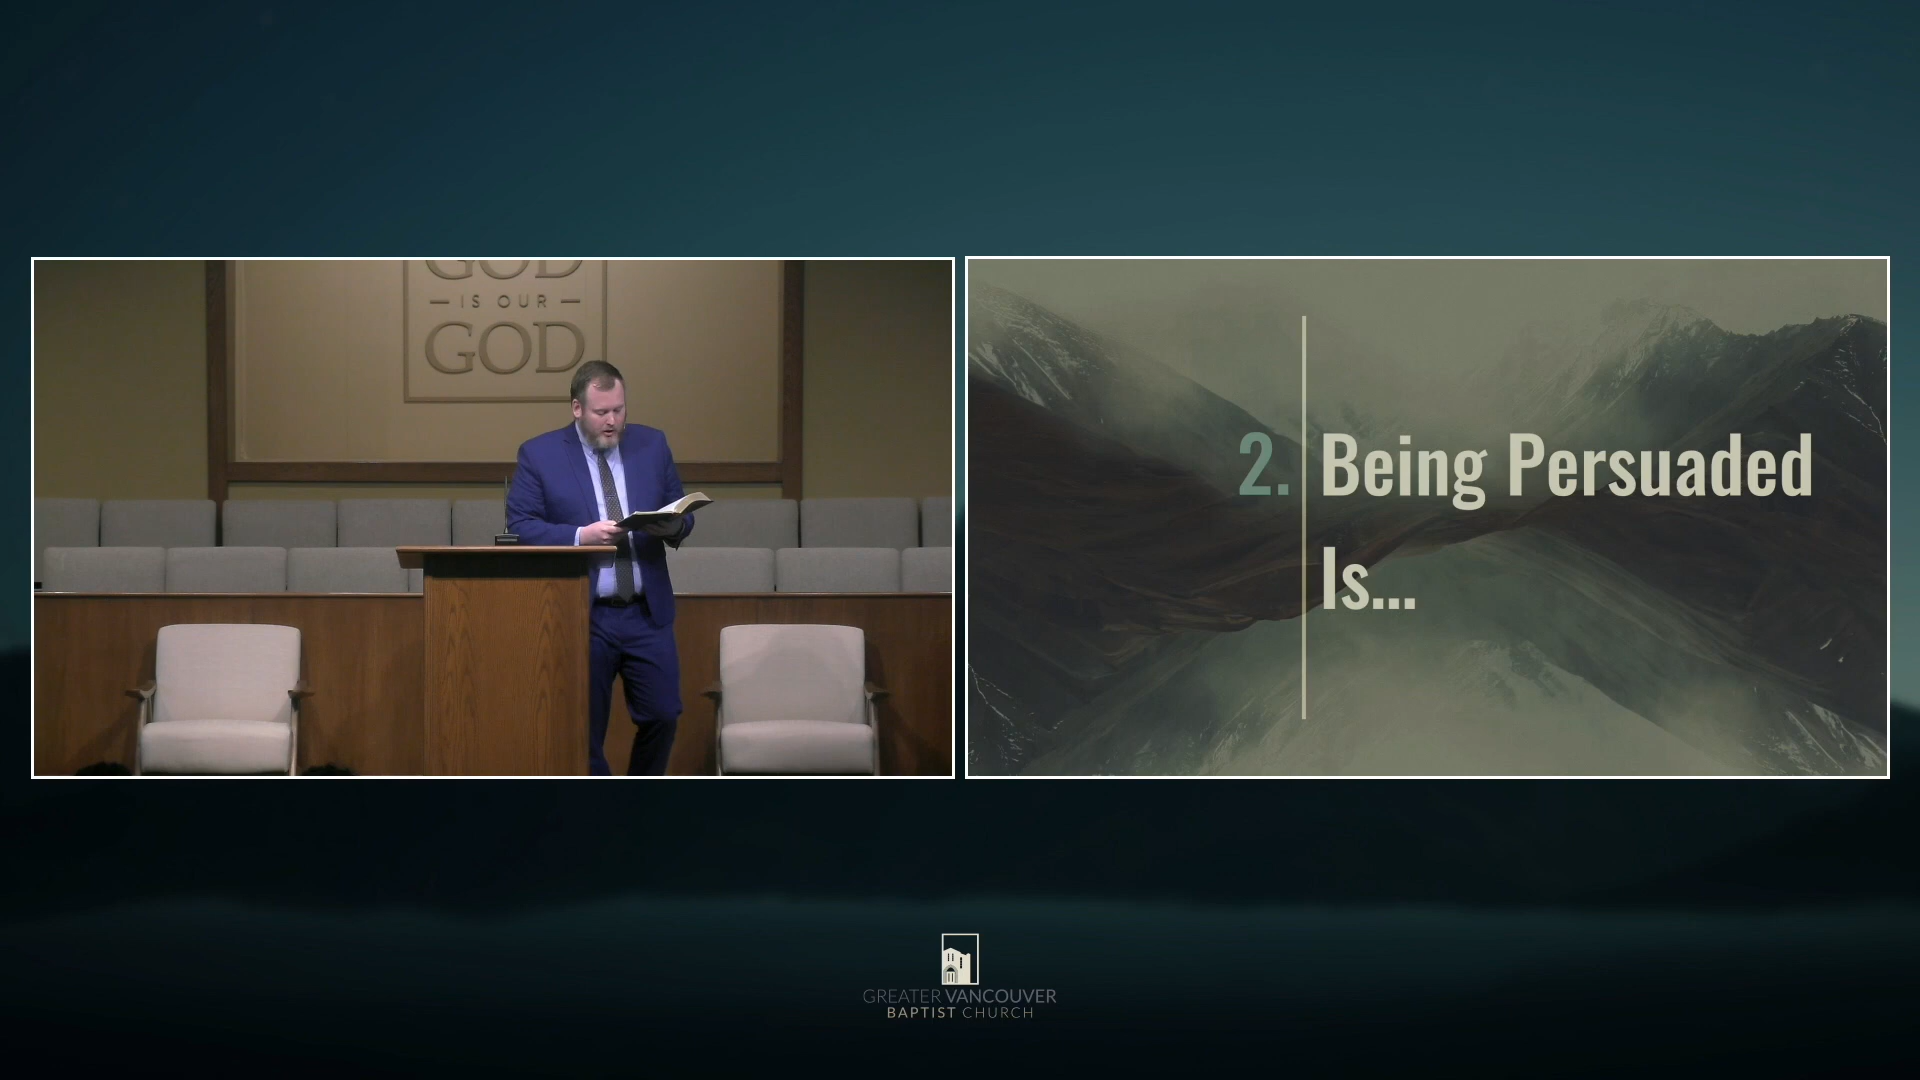 GOD
IS OUR
GOD
2. Being Persuaded
Is...
GREATER VANCOUVER
BAPTIST CHURCH